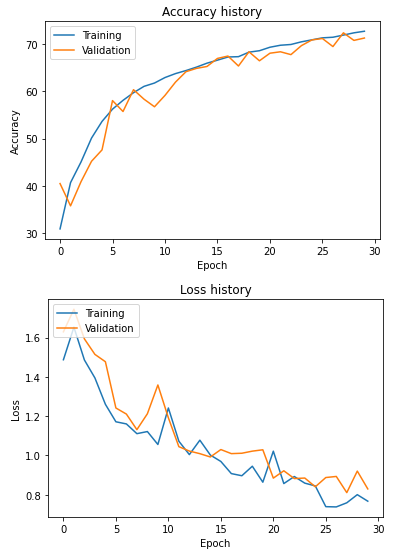 Accuracy history
Training
Validation
70
60
50
40
30
Accuracy
0 5 10 15 20 25 30
Epoch
Loss history
Training
Validation
1.6
1.4
1.2
1.0
0.8
Loss
0 5 10 15 20 25 30
Epoch